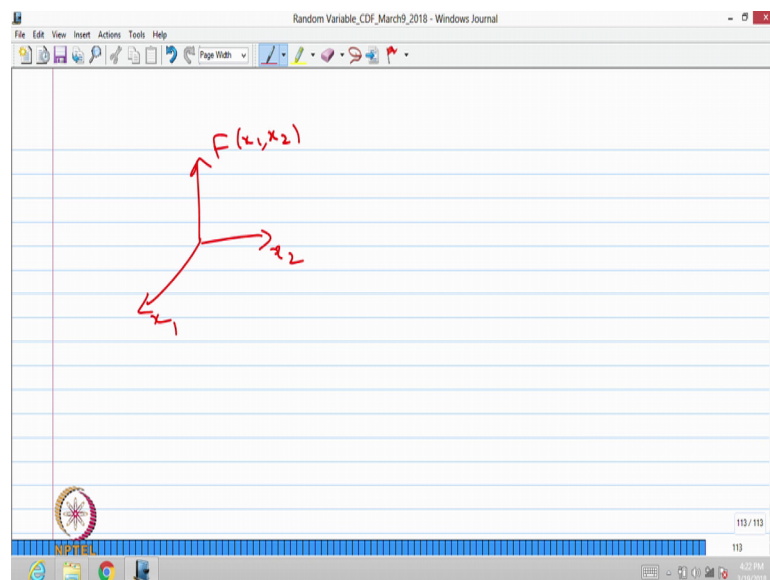 Random Variable_CDF_March9_2018 - Windows Journal
File Edit View Insert Actions Tools Help
Page Width
F(x₁,x₂)
x₂
x₁
NPTEL
113 / 113
113
4:22 PM